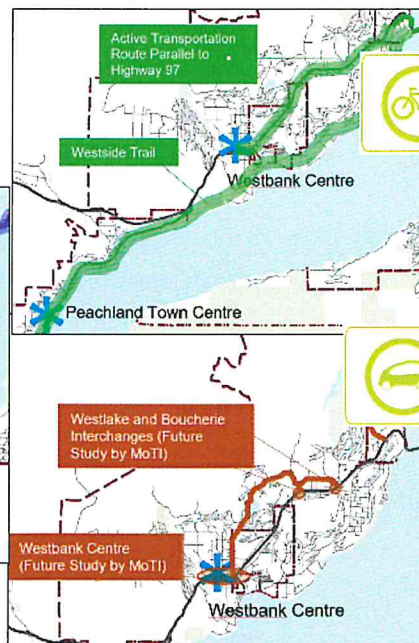 Active Transportation
Route Parallel to
Highway 97
Westside Trail
Westbank Centre
Peachland Town Centre
Westlake and Boucherie
Interchanges (Future
Study by MoTI)
Westbank Centre
(Future Study by MoTI)
Westbank Centre